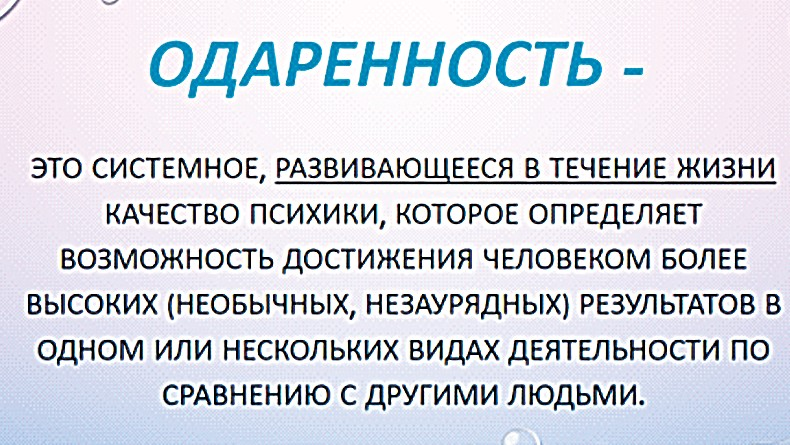 ОДАРЕННОСТЬ -
ЭТО СИСТЕМНОЕ, РАЗВИВАЮЩЕЕСЯ В ТЕЧЕНИЕ ЖИЗНИ
КАЧЕСТВО ПСИХИКИ, КОТОРОЕ ОПРЕДЕЛЯЕТ
ВОЗМОЖНОСТЬ ДОСТИЖЕНИЯ ЧЕЛОВЕКОМ БОЛЕЕ
ВЫСОКИХ (НЕОБЫЧНЫХ, НЕЗАУРЯДНЫХ) РЕЗУЛЬТАТОВ В
ОДНОМ ИЛИ НЕСКОЛЬКИХ ВИДАХ ДЕЯТЕЛЬНОСТИ ПО
СРАВНЕНИЮ С ДРУГИМИ ЛЮДЬМИ.